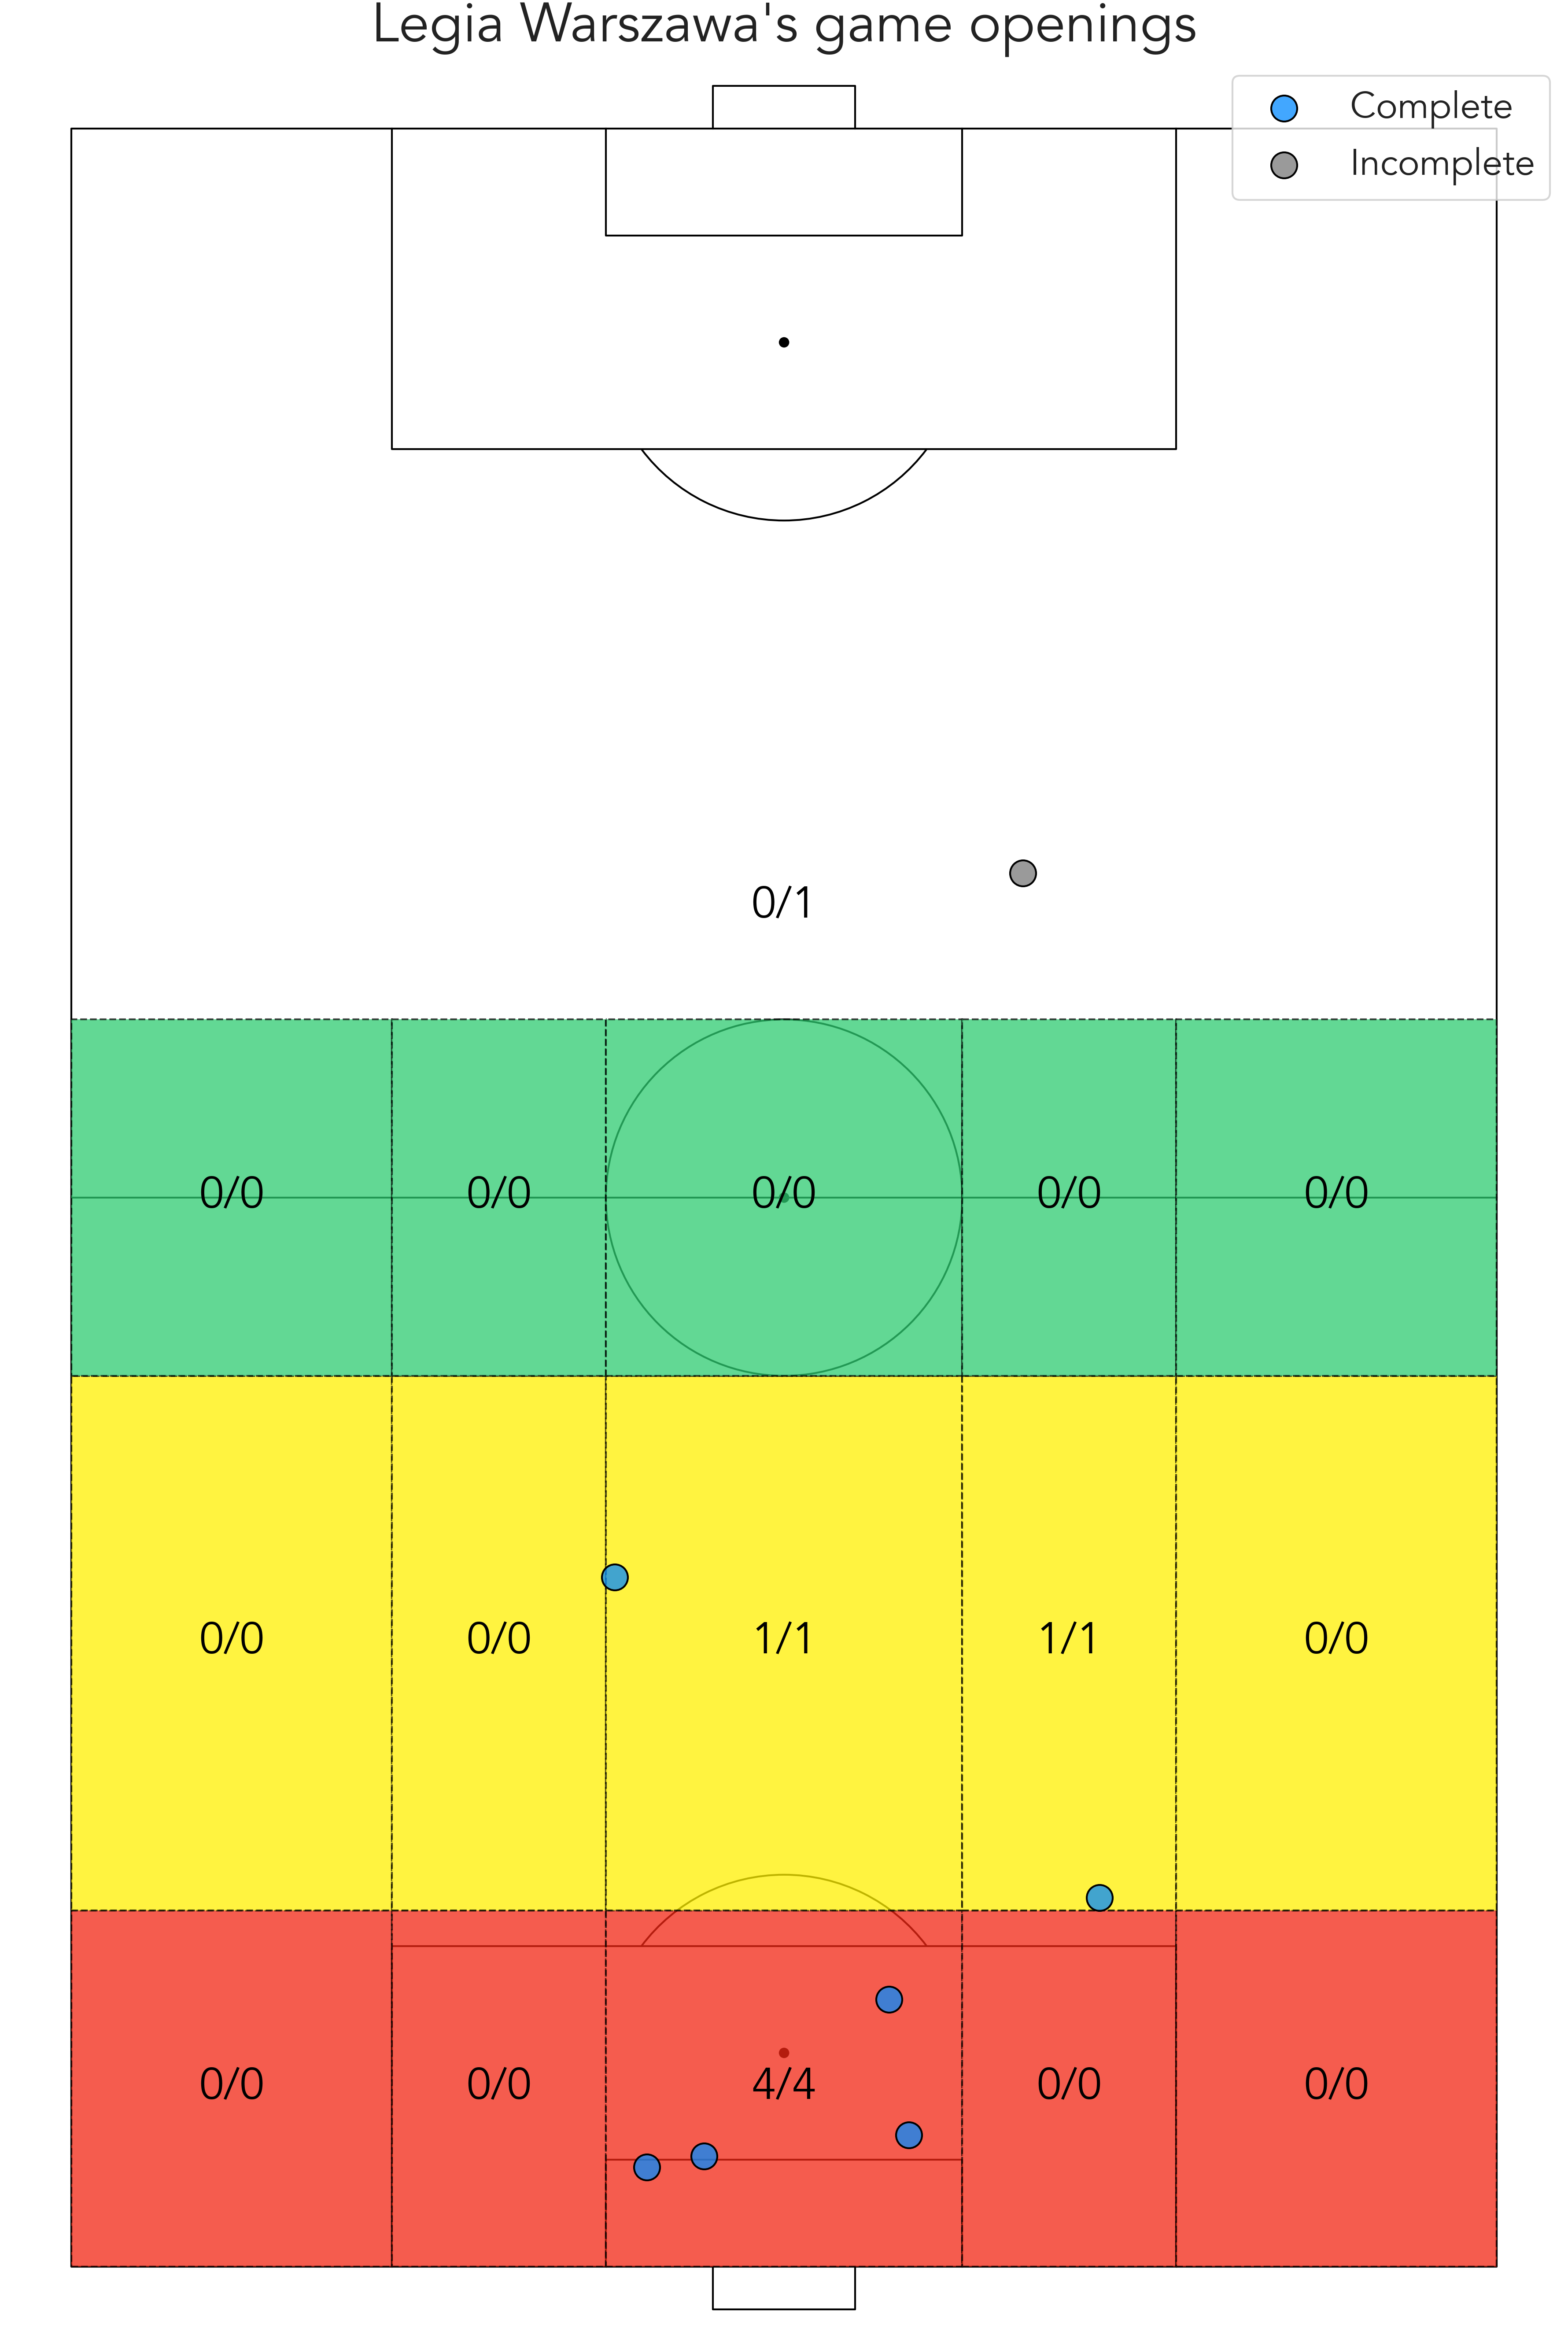 Legia Warszawa's game openings
Complete
Incomplete
0/1
0/0 0/0 0/0 0/0 0/0
0/0 0/0 1/1 1/1 0/0
0/0 0/0 4/4 0/0 0/0